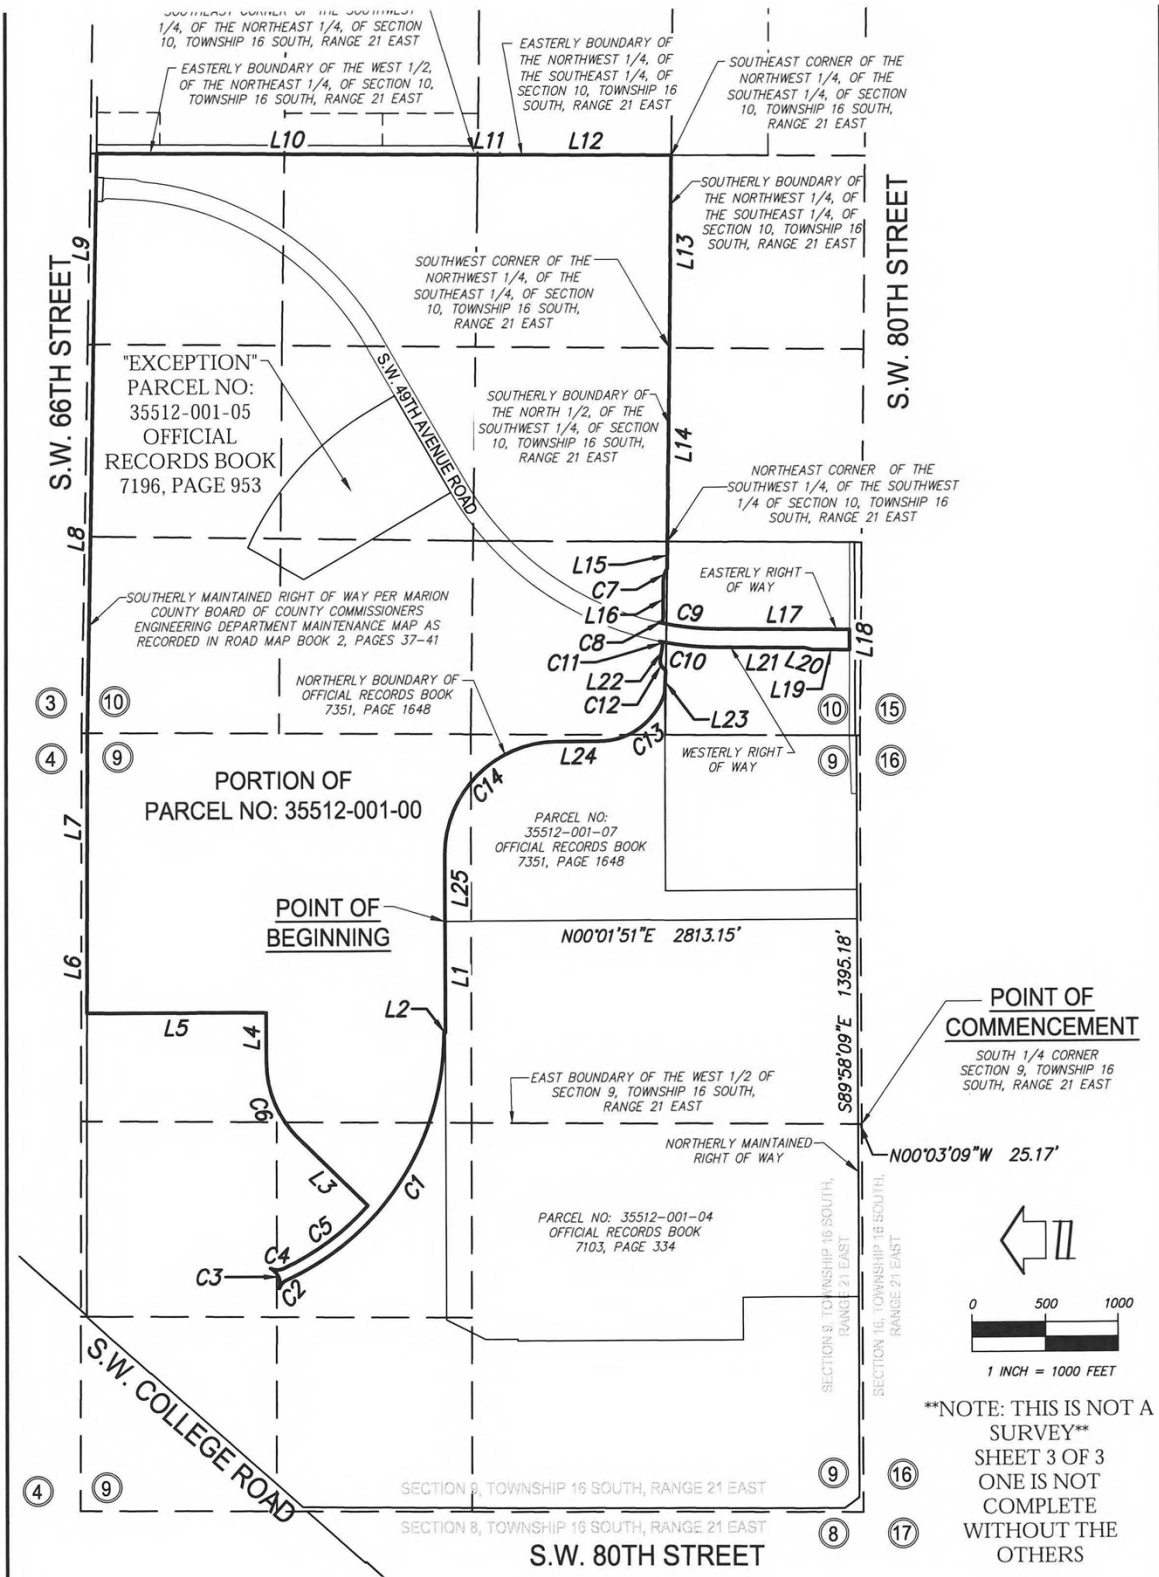 SOUTHEAST CORNER OF THE SOUTHWEST
1/4, OF THE NORTHEAST 1/4, OF SECTION
10, TOWNSHIP 16 SOUTH, RANGE 21 EAST
EASTERLY BOUNDARY OF THE WEST 1/2,
OF THE NORTHEAST 1/4, OF SECTION 10,
TOWNSHIP 16 SOUTH, RANGE 21 EAST
EASTERLY BOUNDARY OF
THE NORTHWEST 1/4, OF
THE SOUTHEAST 1/4, OF
SECTION 10, TOWNSHIP 16
SOUTH, RANGE 21 EAST
SOUTHEAST CORNER OF THE
NORTHWEST 1/4, OF THE
SOUTHEAST 1/4, OF SECTION
10, TOWNSHIP 16 SOUTH,
RANGE 21 EAST
L10
L11
L12
SOUTHERLY BOUNDARY OF
THE NORTHWEST 1/4, OF
THE SOUTHEAST 1/4, OF
SECTION 10, TOWNSHIP 16
SOUTH, RANGE 21 EAST
L9
L13
S.W. 80TH STREET
S.W. 66TH STREET
SOUTHWEST CORNER OF THE
NORTHWEST 1/4, OF THE
SOUTHEAST 1/4, OF SECTION
10, TOWNSHIP 16 SOUTH,
RANGE 21 EAST
"EXCEPTION"
PARCEL NO:
35512-001-05
OFFICIAL
RECORDS BOOK
7196, PAGE 953
S.W. 49TH AVENUE ROAD
SOUTHERLY BOUNDARY OF
THE NORTH 1/2, OF THE
SOUTHWEST 1/4, OF SECTION
10, TOWNSHIP 16 SOUTH,
RANGE 21 EAST
L14
NORTHEAST CORNER OF THE
SOUTHWEST 1/4, OF THE SOUTHWEST
1/4 OF SECTION 10, TOWNSHIP 16
SOUTH, RANGE 21 EAST
L8
L15
C7
L16
C8
C9
C11
C10
L22
C12
EASTERLY RIGHT
OF WAY
L17
L18
L21
L20
L19
SOUTHERLY MAINTAINED RIGHT OF WAY PER MARION
COUNTY BOARD OF COUNTY COMMISSIONERS
ENGINEERING DEPARTMENT MAINTENANCE MAP AS
RECORDED IN ROAD MAP BOOK 2, PAGES 37-41
NORTHERLY BOUNDARY OF
OFFICIAL RECORDS BOOK
7351, PAGE 1648
3
10
L23
10
15
4
9
L24
C13
WESTERLY RIGHT
OF WAY
9
16
PORTION OF
PARCEL NO: 35512-001-00
C14
L7
PARCEL NO:
35512-001-07
OFFICIAL RECORDS BOOK
7351, PAGE 1648
L25
POINT OF
BEGINNING
N00°01'51"E 2813.15'
L6
L1
S89°58'09"E 1395.18'
L2
L5
L4
POINT OF
COMMENCEMENT
SOUTH 1/4 CORNER
SECTION 9, TOWNSHIP 16
SOUTH, RANGE 21 EAST
EAST BOUNDARY OF THE WEST 1/2 OF
SECTION 9, TOWNSHIP 16 SOUTH,
RANGE 21 EAST
C6
NORTHERLY MAINTAINED
RIGHT OF WAY
N00°03'09"W 25.17'
L3
C1
C5
C4
C3
C2
PARCEL NO: 35512-001-04
OFFICIAL RECORDS BOOK
7103, PAGE 334
SECTION 9, TOWNSHIP 16 SOUTH,
RANGE 21 EAST
SECTION 16, TOWNSHIP 16 SOUTH,
RANGE 21 EAST
0 500 1000
1 INCH = 1000 FEET
S.W. COLLEGE ROAD
**NOTE: THIS IS NOT A
SURVEY**
SHEET 3 OF 3
ONE IS NOT
COMPLETE
WITHOUT THE
OTHERS
4
9
SECTION 9, TOWNSHIP 16 SOUTH, RANGE 21 EAST
9
16
SECTION 8, TOWNSHIP 16 SOUTH, RANGE 21 EAST
8
17
S.W. 80TH STREET